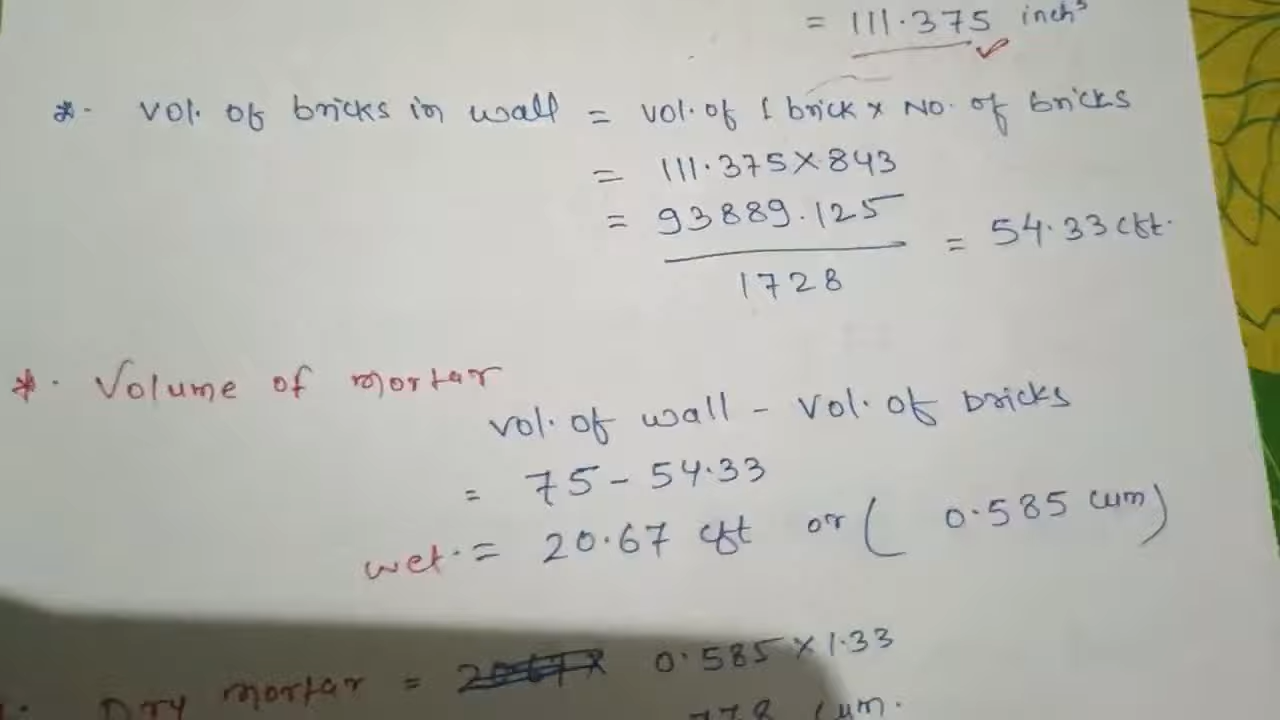 = 111.375 inch³
*. Vol. of bricks in wall = Vol. of 1 brick x No. of bricks
= 111.375 x 843
= 93889.125
1728
= 54.33 cft.
*. Volume of mortar
Vol. of wall - Vol. of bricks
= 75 - 54.33
wet. = 20.67 cft or ( 0.585 cum)
Dry mortar = 0.585 x 1.33
778 cum.